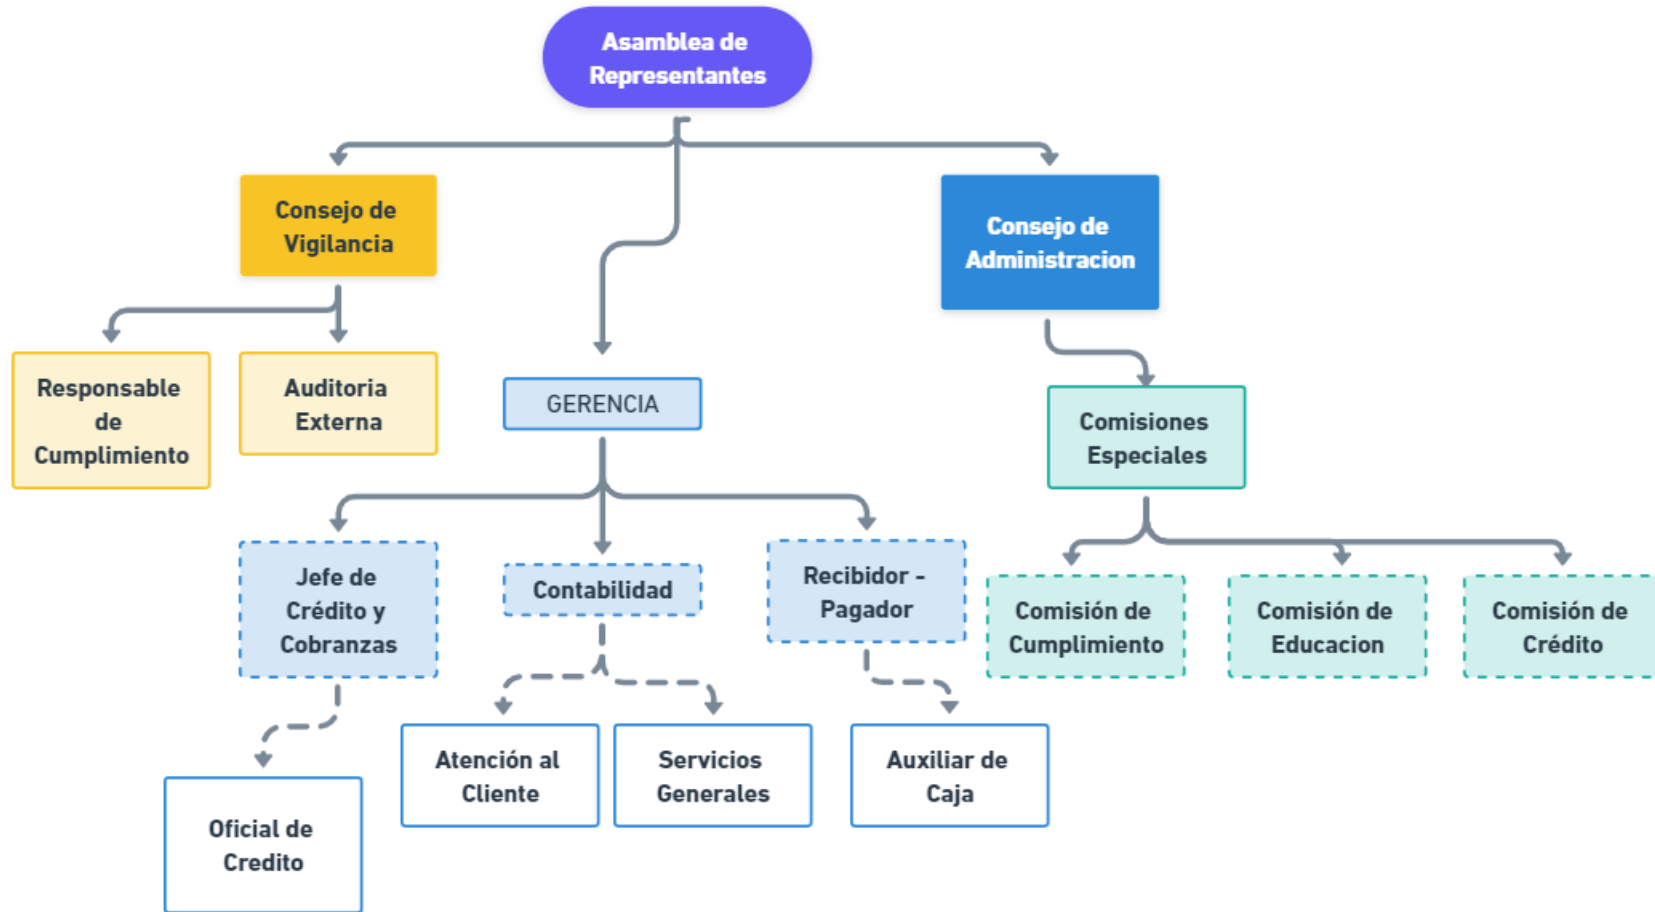 Asamblea de
Representantes
Consejo de
Vigilancia
Consejo de
Administracion
Responsable
de
Cumplimiento
Auditoria
Externa
GERENCIA
Comisiones
Especiales
Jefe de
Crédito y
Cobranzas
Contabilidad
Recibidor -
Pagador
Comisión de
Cumplimiento
Comisión de
Educacion
Comisión de
Crédito
Oficial de
Credito
Atención al
Cliente
Servicios
Generales
Auxiliar de
Caja